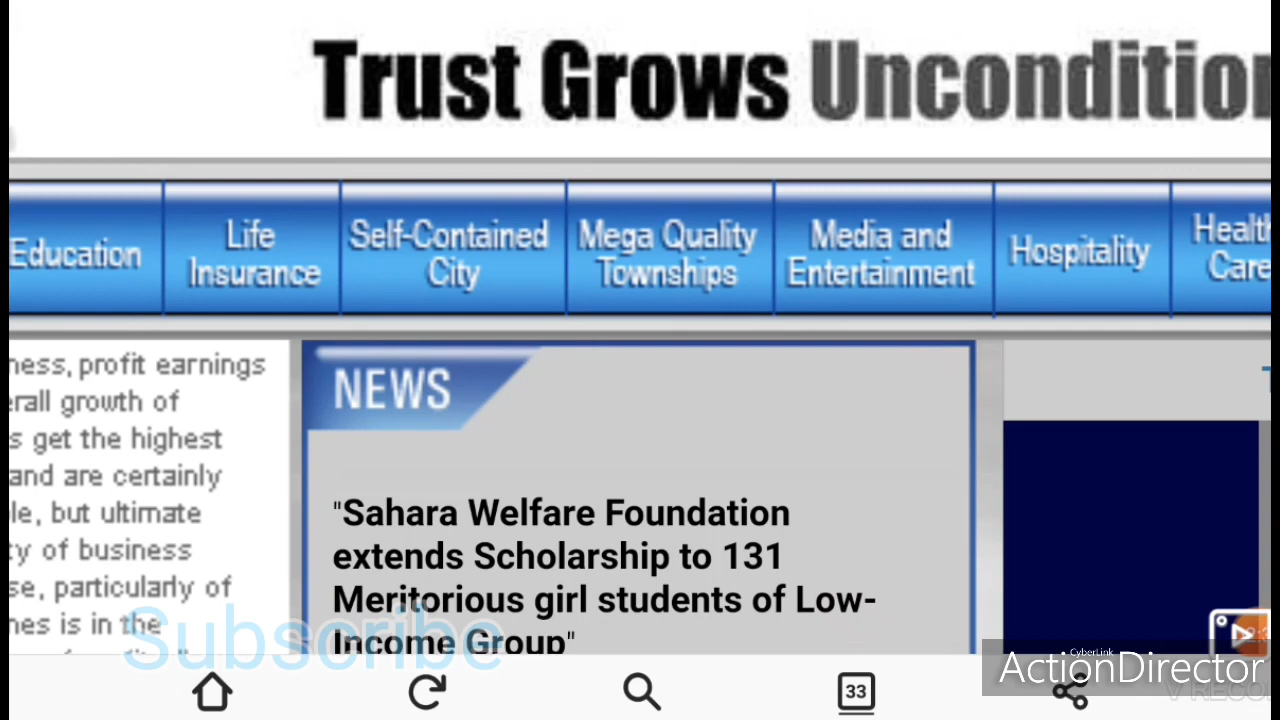 Trust Grows Unconditio
Education
Life
Insurance
Self-Contained
City
Mega Quality
Townships
Media and
Entertainment
Hospitality
Health
Care
ness, profit earnings
erall growth of
s get the highest
and are certainly
le, but ultimate
ty of business
se, particularly of
nes is in the
NEWS
"Sahara Welfare Foundation
extends Scholarship to 131
Meritorious girl students of Low-
Income Group"
Subscribe
CyberLink
ActionDirector
33
V RECO